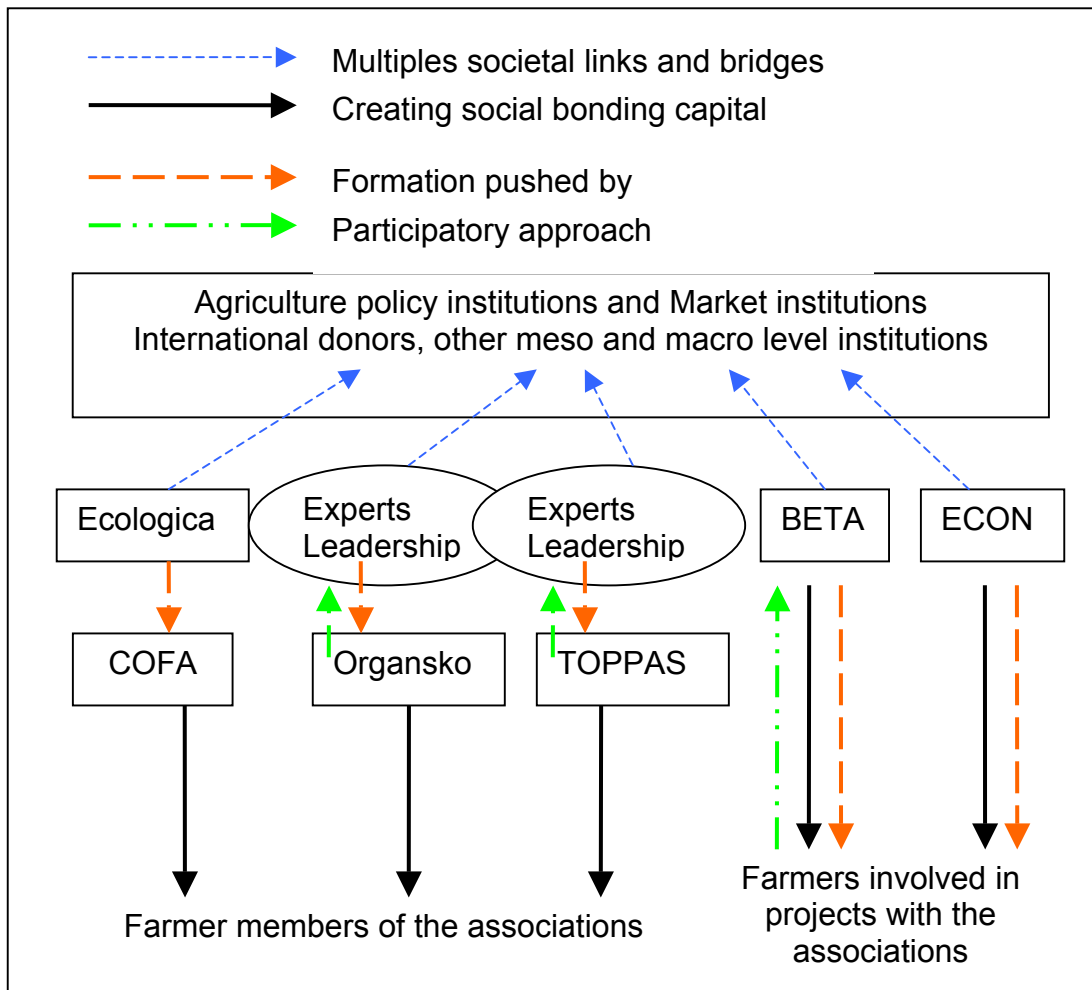 Multiples societal links and bridges
Creating social bonding capital
Formation pushed by
Participatory approach
Agriculture policy institutions and Market institutions
International donors, other meso and macro level institutions
Ecologica
Experts
Leadership
Experts
Leadership
BETA
ECON
COFA
Organsko
TOPPAS
Farmer members of the associations
Farmers involved in
projects with the
associations